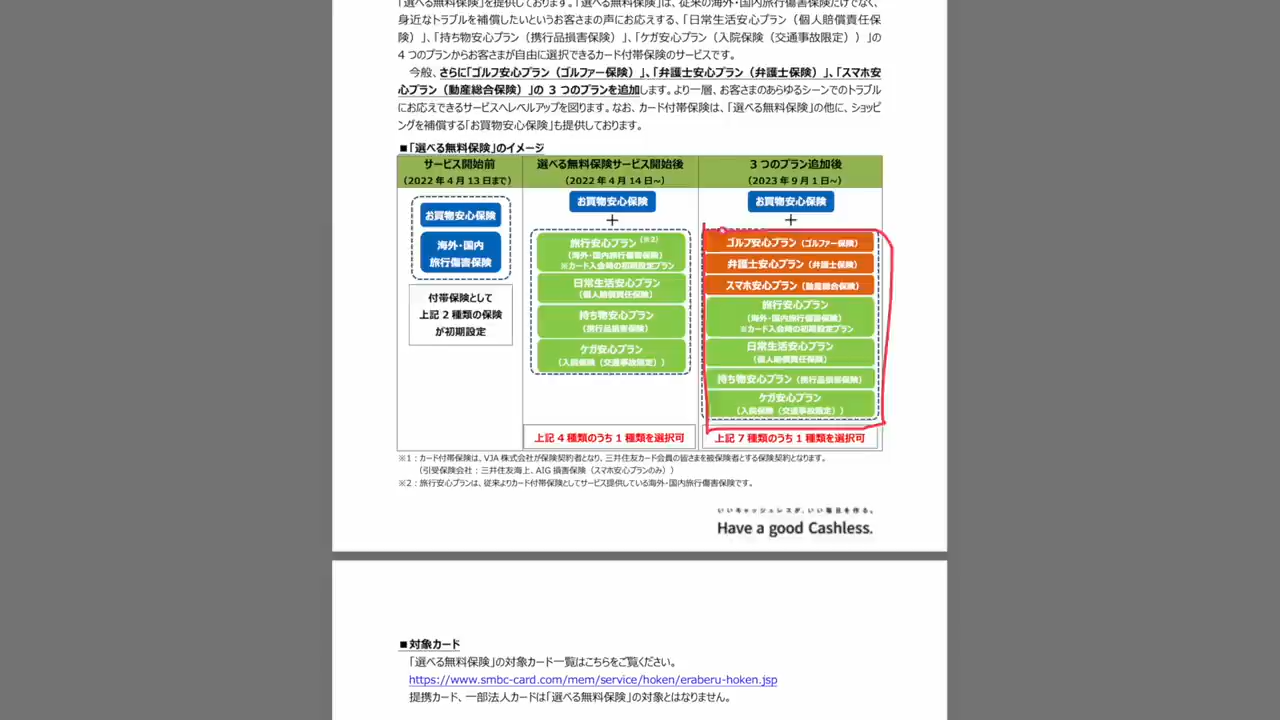 「選べる無料保険」を提供しております。「選べる無料保険」は、従来の海外・国内旅行傷害保険だけでなく、
身近なトラブルを補償したいというお客さまの声にお応えする、「日常生活安心プラン（個人賠償責任保
険）」、「持ち物安心プラン（携行品損害保険）」、「ケガ安心プラン（入院保険（交通事故限定））」の
４つのプランからお客さまが自由に選択できるカード付帯保険のサービスです。
今般、さらに「ゴルフ安心プラン（ゴルファー保険）」、「弁護士安心プラン（弁護士保険）」、「スマホ安
心プラン（動産総合保険）」の ３つのプランを追加します。より一層、お客さまのあらゆるシーンでのトラブル
にお応えできるサービスへレベルアップを図ります。なお、カード付帯保険は、「選べる無料保険」の他に、ショッピ
ングを補償する「お買物安心保険」も提供しております。
■「選べる無料保険」のイメージ
サービス開始前
（2022年4月13日まで）
お買物安心保険
海外・国内
旅行傷害保険
付帯保険として
上記2種類の保険
が初期設定
選べる無料保険サービス開始後
（2022年4月14日～）
お買物安心保険
＋
旅行安心プラン（※2）
（海外・国内旅行傷害保険）
※カード入会時の初期設定プラン
日常生活安心プラン
（個人賠償責任保険）
持ち物安心プラン
（携行品損害保険）
ケガ安心プラン
（入院保険（交通事故限定））
上記4種類のうち1種類を選択可
３つのプラン追加後
（2023年9月1日～）
お買物安心保険
＋
ゴルフ安心プラン（ゴルファー保険）
弁護士安心プラン（弁護士保険）
スマホ安心プラン（動産総合保険）
旅行安心プラン
（海外・国内旅行傷害保険）
※カード入会時の初期設定プラン
日常生活安心プラン
（個人賠償責任保険）
持ち物安心プラン（携行品損害保険）
ケガ安心プラン
（入院保険（交通事故限定））
上記7種類のうち1種類を選択可
※1：カード付帯保険は、VJA株式会社が保険契約者となり、三井住友カード会員の皆さまを被保険者とする保険契約となります。
（引受保険会社：三井住友海上、AIG損害保険（スマホ安心プランのみ））
※2：旅行安心プランは、従来よりカード付帯保険としてサービス提供している海外・国内旅行傷害保険です。
いいキャッシュレスが、いい毎日を作る。
Have a good Cashless.
■対象カード
「選べる無料保険」の対象カード一覧はこちらをご覧ください。
https://www.smbc-card.com/mem/service/hoken/eraberu-hoken.jsp
提携カード、一部法人カードは「選べる無料保険」の対象とはなりません。